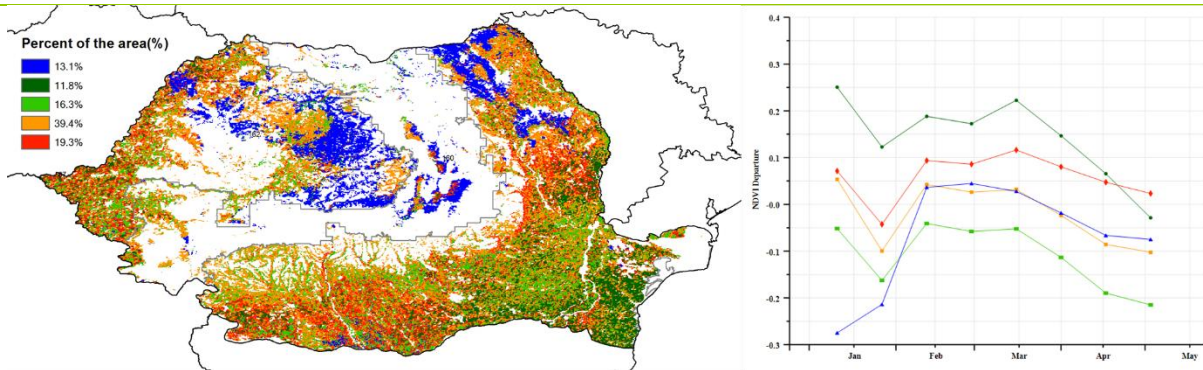 Percent of the area(%)
13.1%
11.8%
16.3%
39.4%
19.3%
0.4
0.3
0.2
0.1
-0.0
-0.1
-0.2
-0.3
NDVI Departure
Jan
Feb
Mar
Apr
May